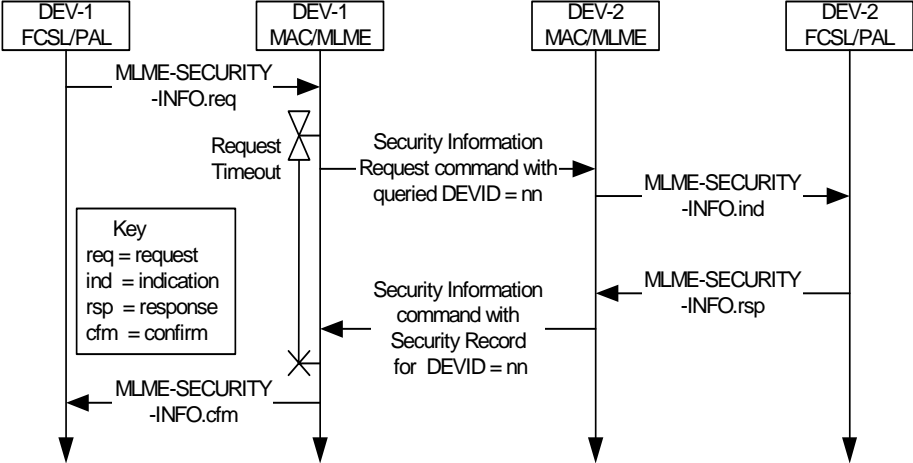 DEV-1
FCSL/PAL
DEV-1
MAC/MLME
DEV-2
MAC/MLME
DEV-2
FCSL/PAL
MLME-SECURITY
-INFO.req
Request
Timeout
Security Information
Request command with
queried DEVID = nn
MLME-SECURITY
-INFO.ind
Key
req = request
ind = indication
rsp = response
cfm = confirm
MLME-SECURITY
-INFO.rsp
Security Information
command with
Security Record
for DEVID = nn
MLME-SECURITY
-INFO.cfm